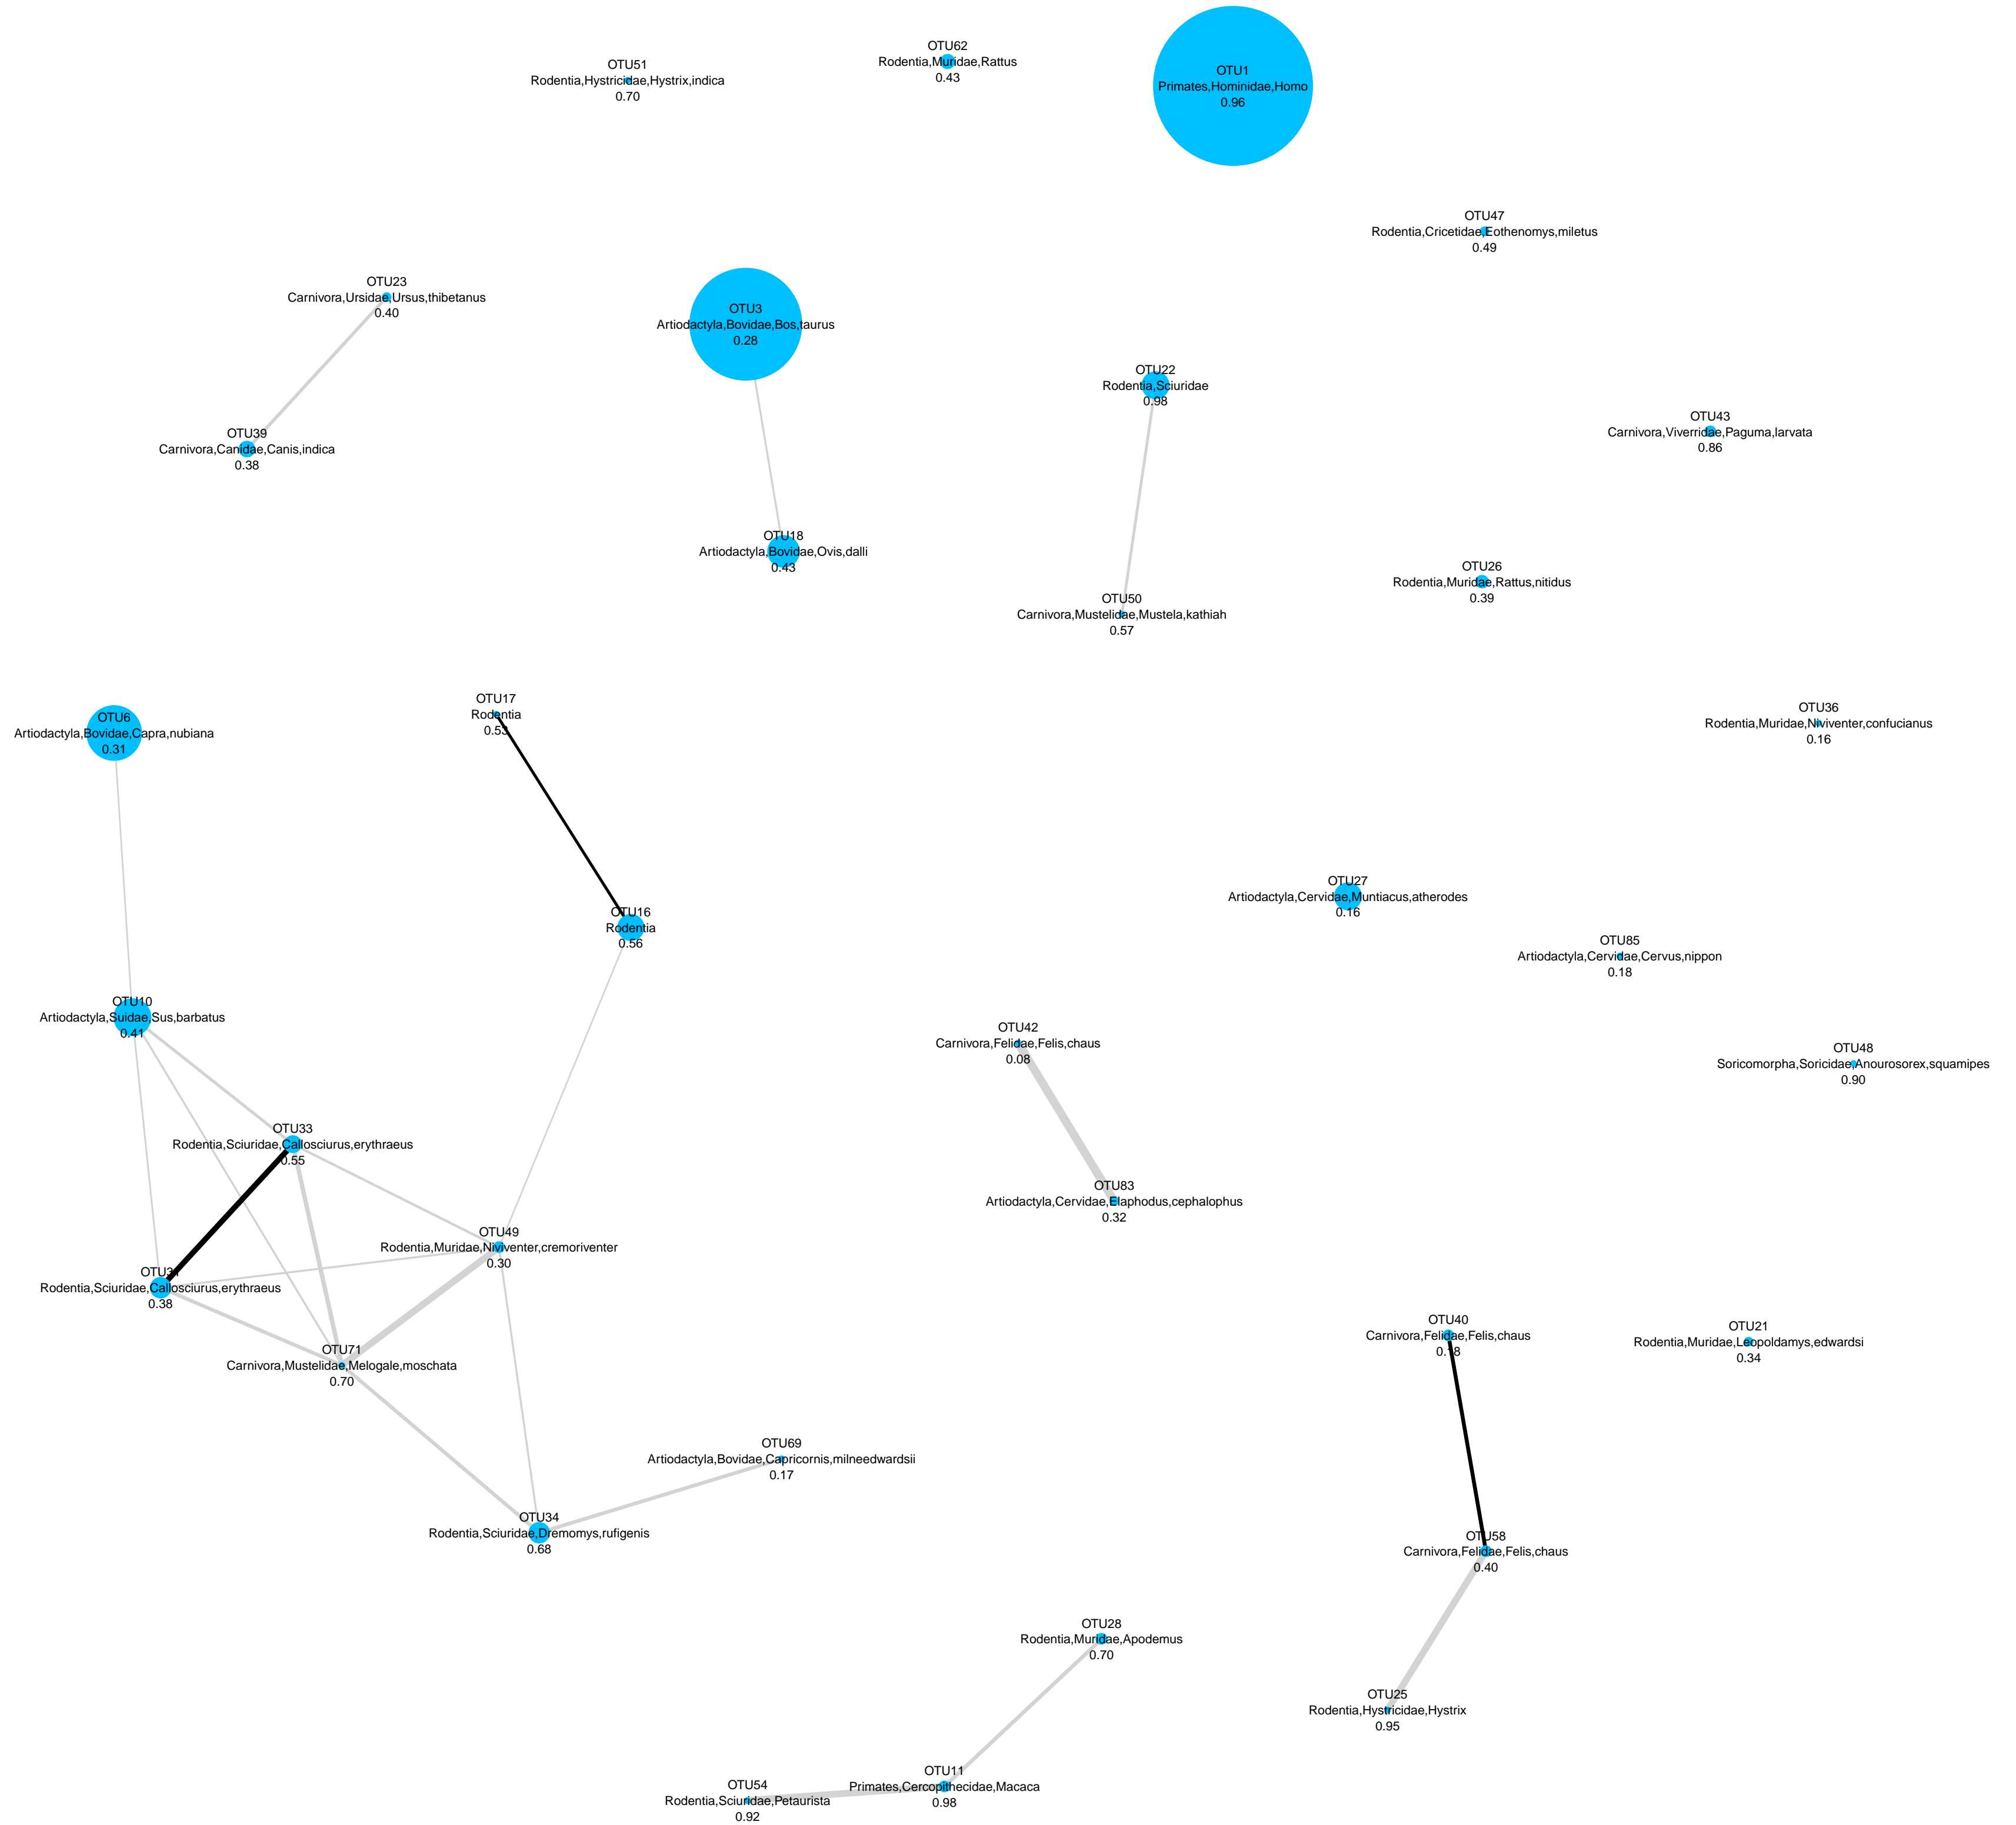 OTU62
Rodentia,Muridae,Rattus
0.43
OTU51
Rodentia,Hystricidae,Hystrix,indica
0.70
OTU1
Primates,Hominidae,Homo
0.96
OTU47
Rodentia,Cricetidae,Eothenomys,miletus
0.49
OTU23
Carnivora,Ursidae,Ursus,thibetanus
0.40
OTU3
Artiodactyla,Bovidae,Bos,taurus
0.28
OTU22
Rodentia,Sciuridae
0.98
OTU39
Carnivora,Canidae,Canis,indica
0.38
OTU43
Carnivora,Viverridae,Paguma,larvata
0.86
OTU18
Artiodactyla,Bovidae,Ovis,dalli
0.43
OTU26
Rodentia,Muridae,Rattus,nitidus
0.39
OTU50
Carnivora,Mustelidae,Mustela,kathiah
0.57
OTU17
Rodentia
0.53
OTU6
Artiodactyla,Bovidae,Capra,nubiana
0.31
OTU36
Rodentia,Muridae,Niviventer,confucianus
0.16
OTU27
Artiodactyla,Cervidae,Muntiacus,atherodes
0.16
OTU16
Rodentia
0.56
OTU85
Artiodactyla,Cervidae,Cervus,nippon
0.18
OTU10
Artiodactyla,Suidae,Sus,barbatus
0.41
OTU42
Carnivora,Felidae,Felis,chaus
0.08
OTU48
Soricomorpha,Soricidae,Anourosorex,squamipes
0.90
OTU33
Rodentia,Sciuridae,Callosciurus,erythraeus
0.55
OTU83
Artiodactyla,Cervidae,Elaphodus,cephalophus
0.32
OTU49
Rodentia,Muridae,Niviventer,cremoriventer
0.30
Rodentia,Sciuridae,Callosciurus,erythraeus
0.38
OTU40
Carnivora,Felidae,Felis,chaus
0.18
OTU21
Rodentia,Muridae,Leopoldamys,edwardsi
0.34
OTU71
Carnivora,Mustelidae,Melogale,moschata
0.70
OTU69
Artiodactyla,Bovidae,Capricornis,milneedwardsii
0.17
OTU34
Rodentia,Sciuridae,Dremomys,rufigenis
0.68
OTU58
Carnivora,Felidae,Felis,chaus
0.40
OTU28
Rodentia,Muridae,Apodemus
0.70
OTU25
Rodentia,Hystricidae,Hystrix
0.95
OTU11
Primates,Cercopithecidae,Macaca
0.98
OTU54
Rodentia,Sciuridae,Petaurista
0.92